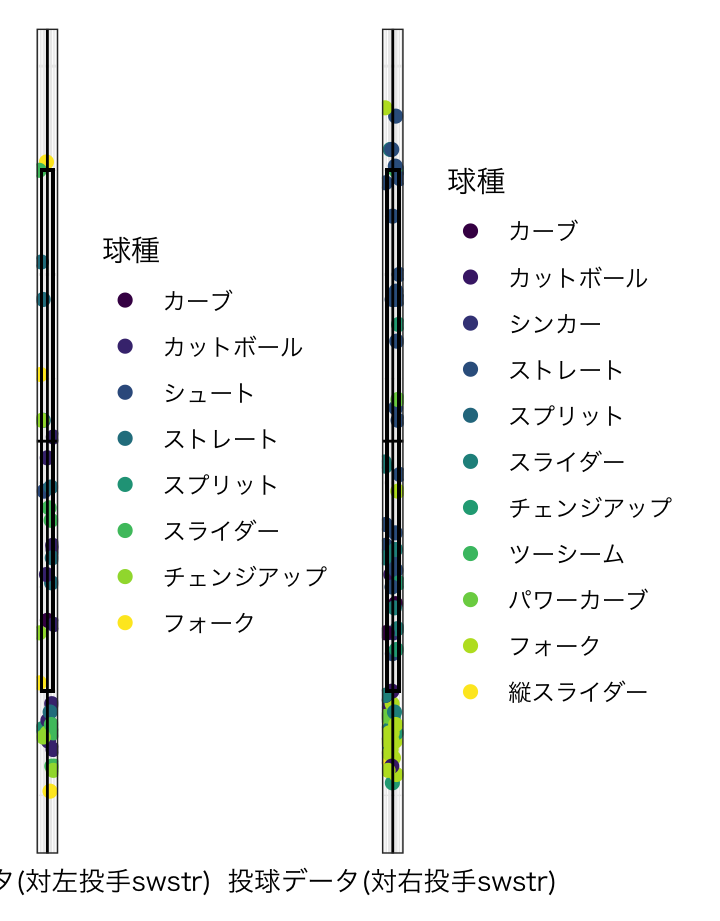 球種
カーブ
カットボール
シュート
ストレート
スプリット
スライダー
チェンジアップ
フォーク
球種
カーブ
カットボール
シンカー
ストレート
スプリット
スライダー
チェンジアップ
ツーシーム
パワーカーブ
フォーク
縦スライダー
タ(対左投手swstr)
投球データ(対右投手swstr)